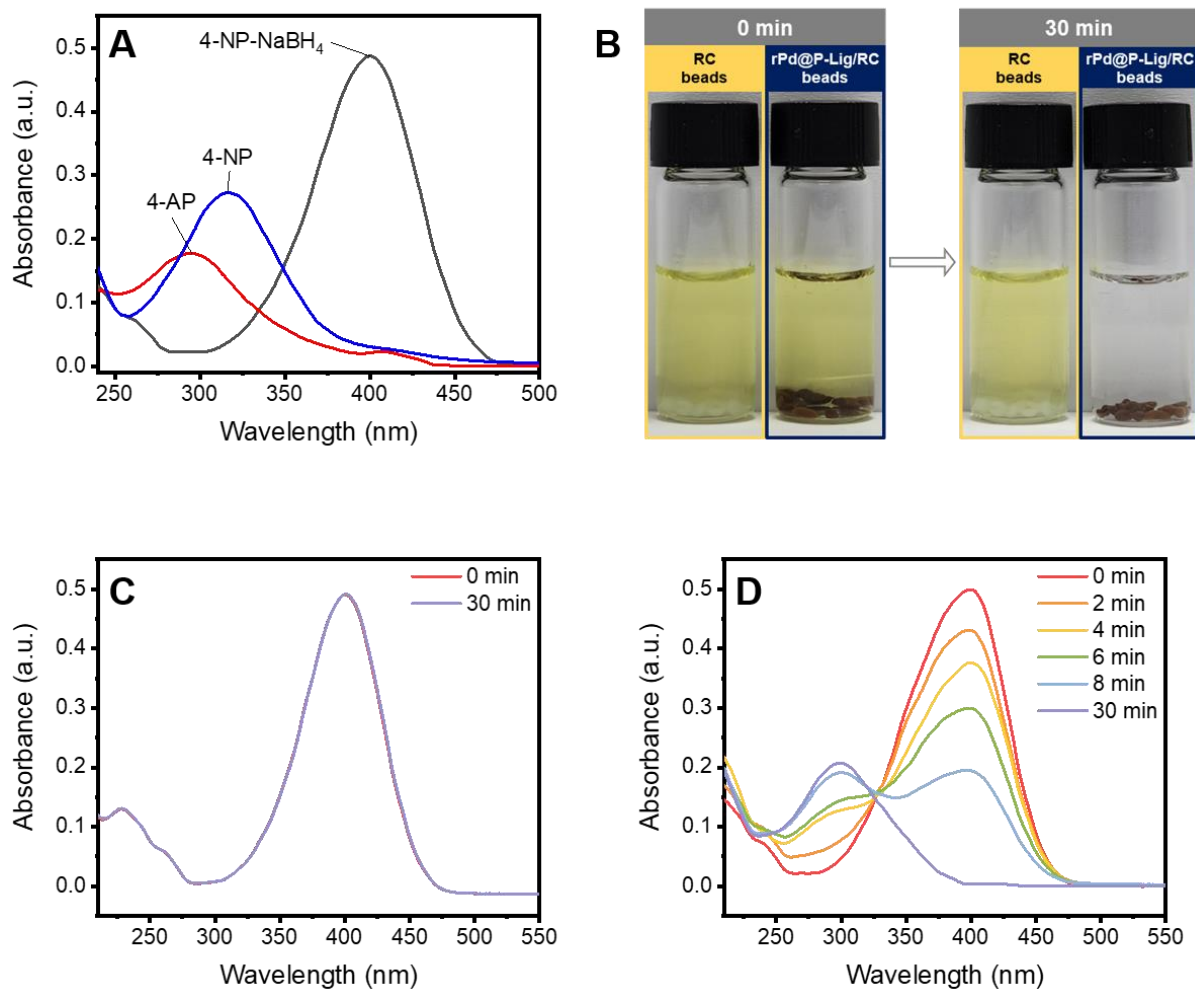 A
4-NP-NaBH4
4-NP
4-AP
0.5
0.4
0.3
0.2
0.1
0.0
Absorbance (a.u.)
250 300 350 400 450 500
Wavelength (nm)
B
0 min
RC
beads
rPd@P-Lig/RC
beads
30 min
RC
beads
rPd@P-Lig/RC
beads
C
0 min
30 min
0.5
0.4
0.3
0.2
0.1
0.0
Absorbance (a.u.)
250 300 350 400 450 500 550
Wavelength (nm)
D
0 min
2 min
4 min
6 min
8 min
30 min
0.5
0.4
0.3
0.2
0.1
0.0
Absorbance (a.u.)
250 300 350 400 450 500 550
Wavelength (nm)